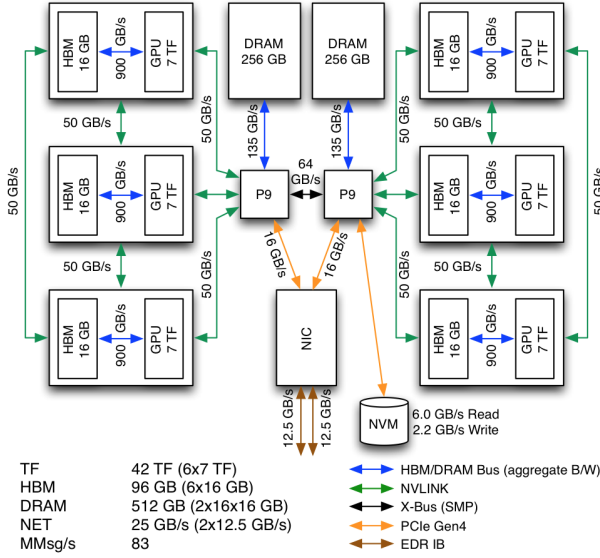 HBM
16 GB
900 GB/s
GPU
7 TF
DRAM
256 GB
DRAM
256 GB
HBM
16 GB
900 GB/s
GPU
7 TF
50 GB/s
50 GB/s
50 GB/s
135 GB/s
135 GB/s
50 GB/s
50 GB/s
50 GB/s
HBM
16 GB
900 GB/s
GPU
7 TF
P9
64
GB/s
P9
HBM
16 GB
900 GB/s
GPU
7 TF
50 GB/s
50 GB/s
16 GB/s
16 GB/s
50 GB/s
50 GB/s
HBM
16 GB
900 GB/s
GPU
7 TF
NIC
HBM
16 GB
900 GB/s
GPU
7 TF
12.5 GB/s
12.5 GB/s
NVM
6.0 GB/s Read
2.2 GB/s Write
TF 42 TF (6x7 TF)
HBM 96 GB (6x16 GB)
DRAM 512 GB (2x16x16 GB)
NET 25 GB/s (2x12.5 GB/s)
MMsg/s 83
HBM/DRAM Bus (aggregate B/W)
NVLINK
X-Bus (SMP)
PCIe Gen4
EDR IB